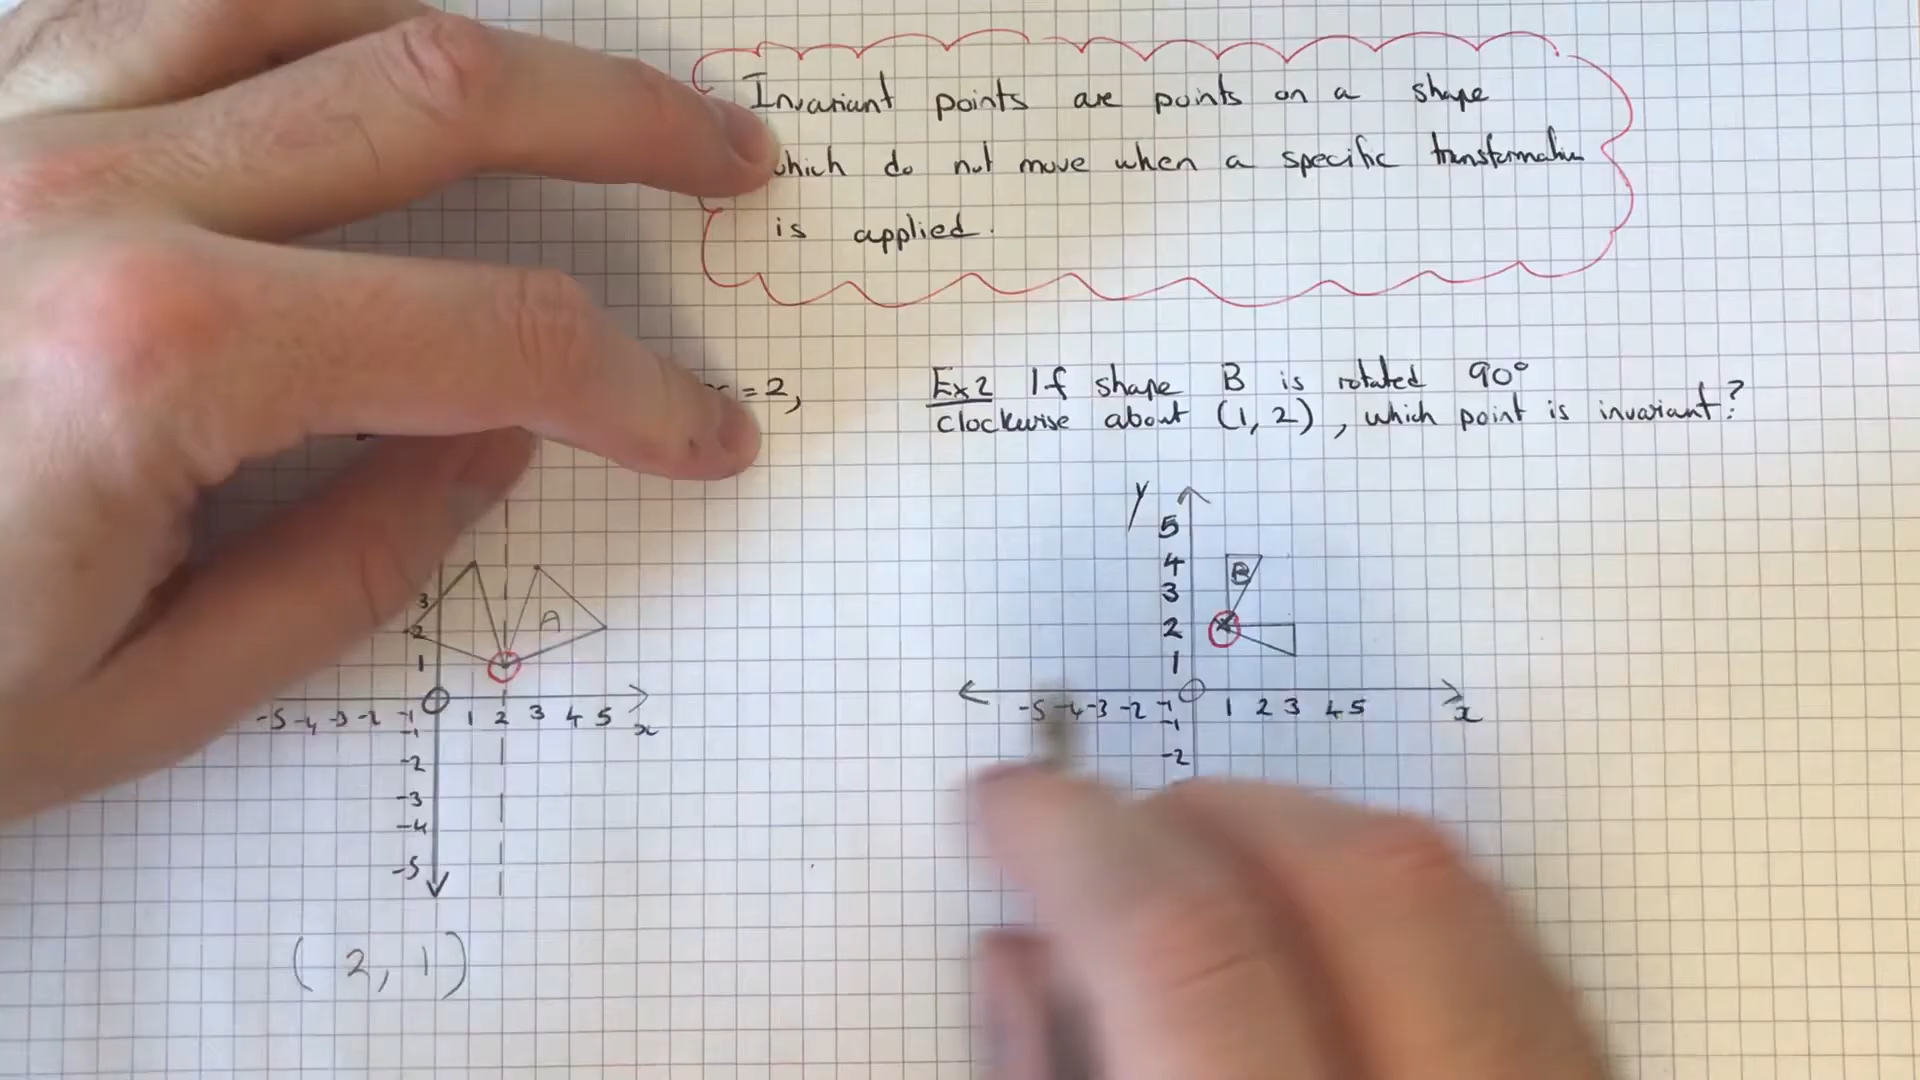 Invariant points are points on a shape
which do not move when a specific transformation
is applied.
x = 2,
Ex2 If shape B is rotated 90°
clockwise about (1, 2), which point is invariant?
y
5
4
3
2
1
B
-5 -4 -3 -2 -1 1 2 3 4 5
x
-1
-2
3
2
1
A
-5 -4 -3 -2 -1 1 2 3 4 5
x
-1
-2
-3
-4
-5
(2, 1)